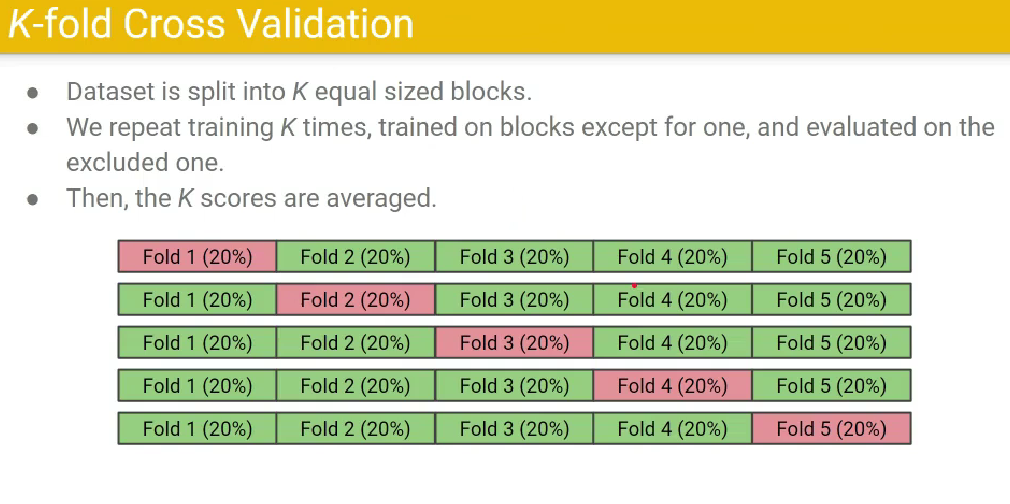 K-fold Cross Validation
● Dataset is split into K equal sized blocks.
● We repeat training K times, trained on blocks except for one, and evaluated on the
excluded one.
● Then, the K scores are averaged.
Fold 1 (20%) Fold 2 (20%) Fold 3 (20%) Fold 4 (20%) Fold 5 (20%)
Fold 1 (20%) Fold 2 (20%) Fold 3 (20%) Fold 4 (20%) Fold 5 (20%)
Fold 1 (20%) Fold 2 (20%) Fold 3 (20%) Fold 4 (20%) Fold 5 (20%)
Fold 1 (20%) Fold 2 (20%) Fold 3 (20%) Fold 4 (20%) Fold 5 (20%)
Fold 1 (20%) Fold 2 (20%) Fold 3 (20%) Fold 4 (20%) Fold 5 (20%)